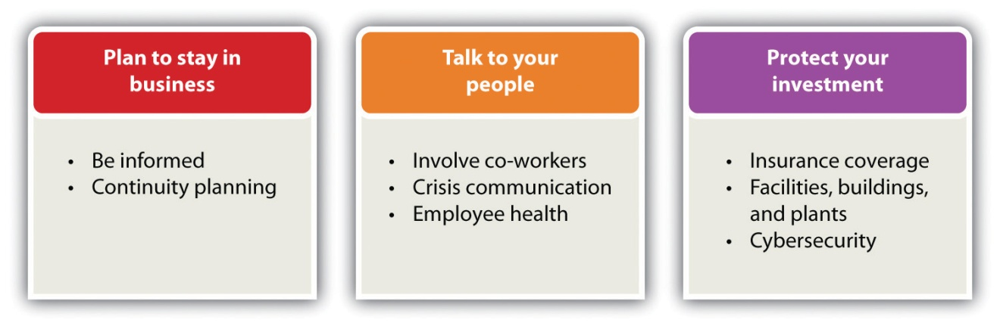 Plan to stay in
business
• Be informed
• Continuity planning
Talk to your
people
• Involve co-workers
• Crisis communication
• Employee health
Protect your
investment
• Insurance coverage
• Facilities, buildings,
and plants
• Cybersecurity